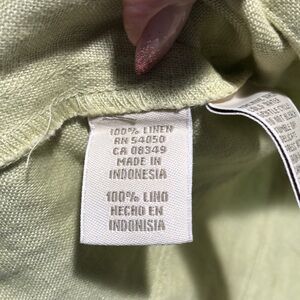 100% LINEN
RN 54050
CA 08349
MADE IN
INDONESIA
100% LINO
HECHO EN
INDONISIA